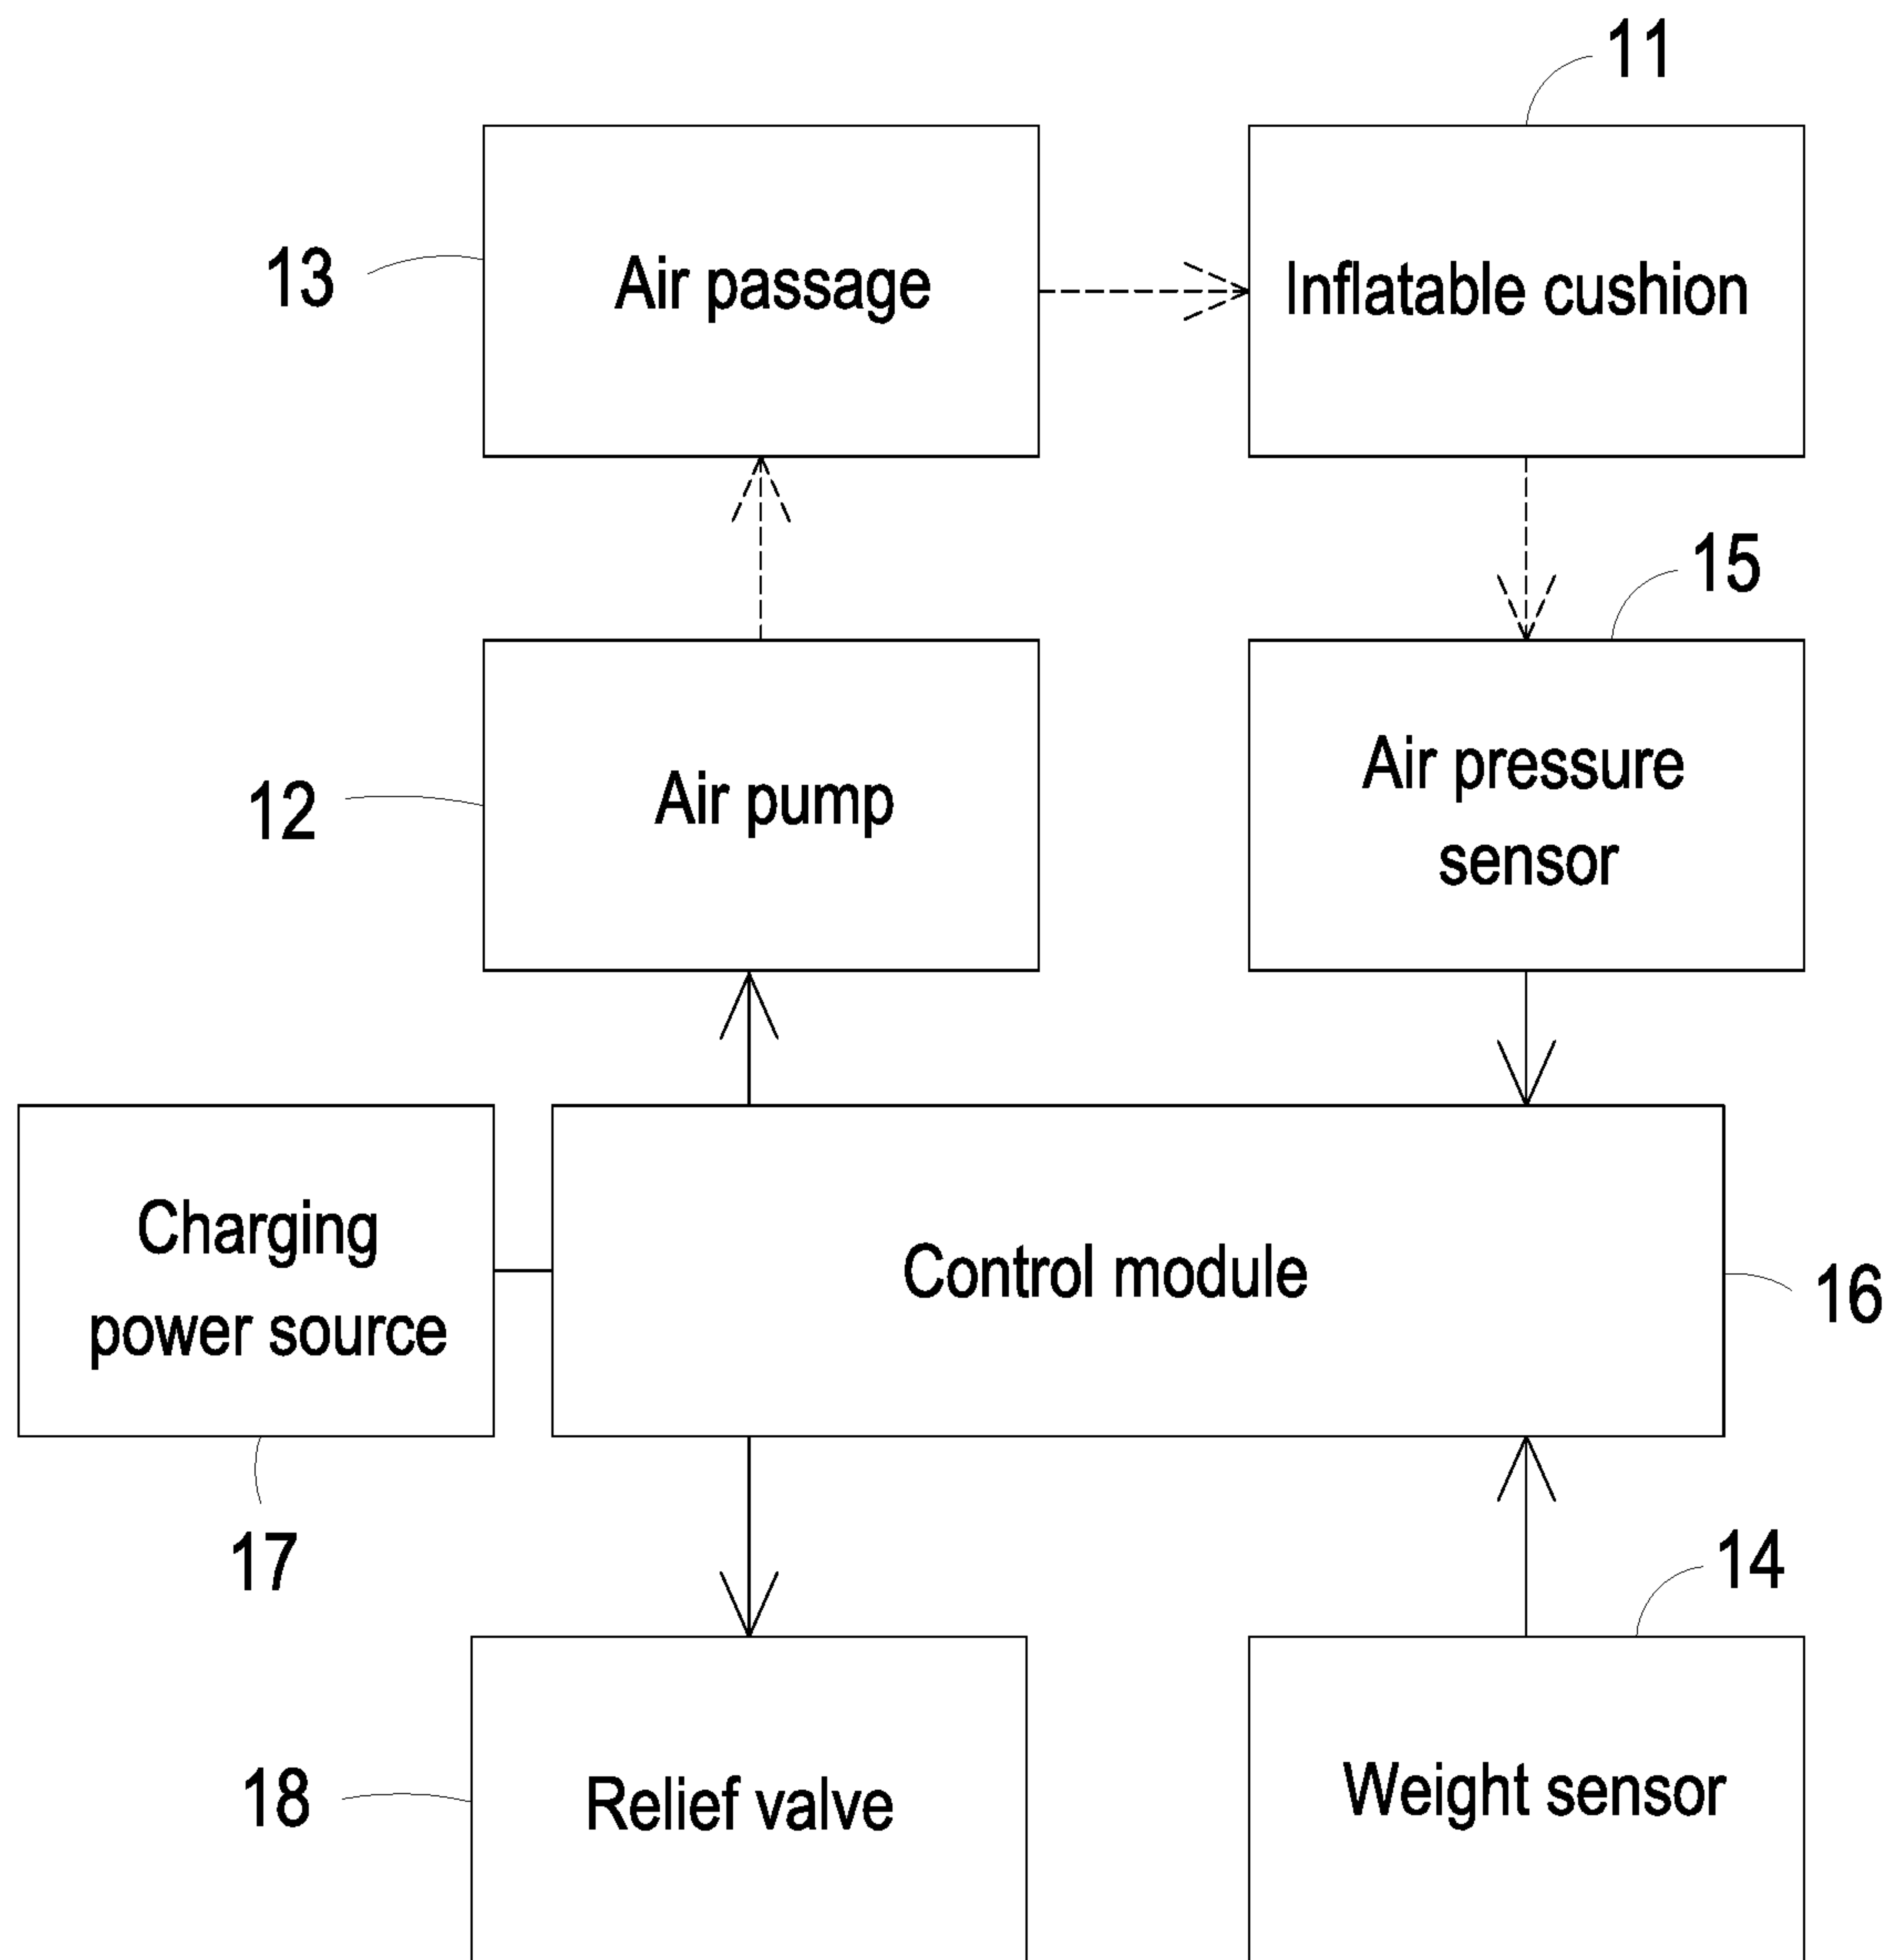 11
13
Air passage
Inflatable cushion
15
12
Air pump
Air pressure
sensor
Charging
power source
Control module
16
17
14
18
Relief valve
Weight sensor